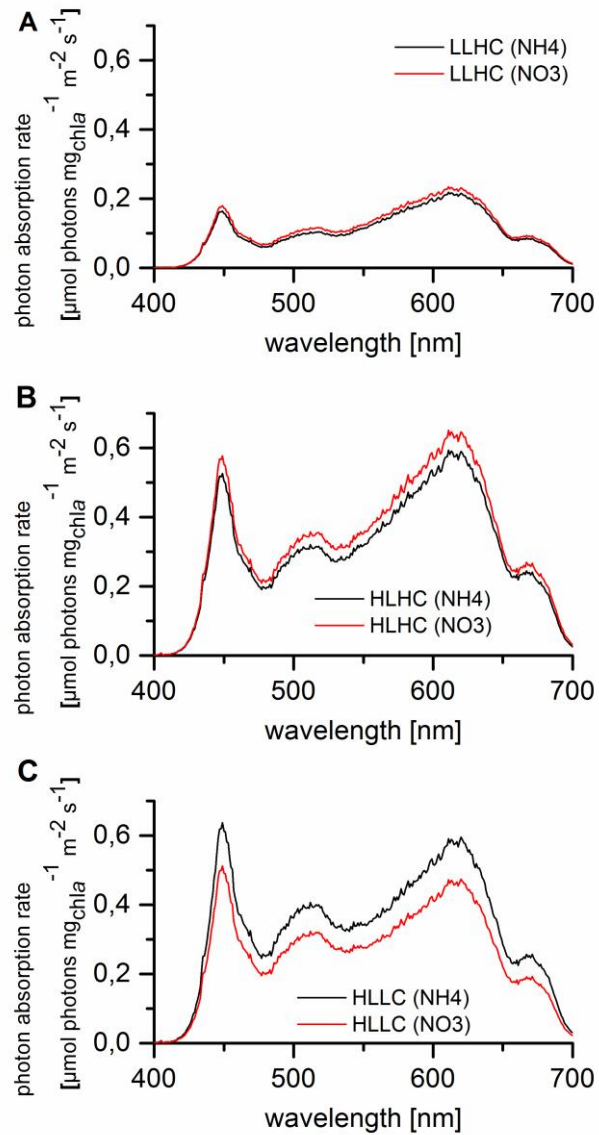 A
photon absorption rate
[µmol photons mgchla-1 m-2 s-1]
0,6
0,4
0,2
0,0
LLHC (NH4)
LLHC (NO3)
400 500 600 700
wavelength [nm]
B
photon absorption rate
[µmol photons mgchla-1 m-2 s-1]
0,6
0,4
0,2
0,0
HLHC (NH4)
HLHC (NO3)
400 500 600 700
wavelength [nm]
C
photon absorption rate
[µmol photons mgchla-1 m-2 s-1]
0,6
0,4
0,2
0,0
HLLC (NH4)
HLLC (NO3)
400 500 600 700
wavelength [nm]